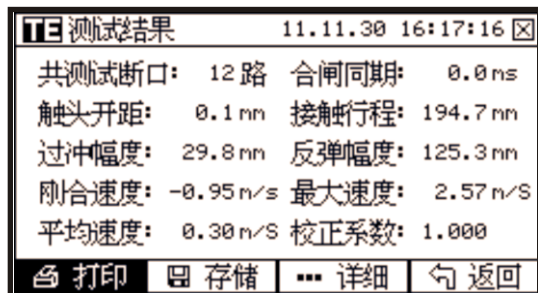 TE 测试结果 11.11.30 16:17:16
共测试断口: 12路 合闸同期: 0.0ms
触头开距: 0.1mm 接触行程: 194.7mm
过冲幅度: 29.8mm 反弹幅度: 125.3mm
刚合速度: -0.95m/s 最大速度: 2.57m/S
平均速度: 0.30m/S 校正系数: 1.000
打印 存储 详细 返回